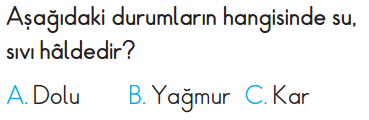 Aşağıdaki durumların hangisinde su,
sıvı hâldedir?
A. Dolu B. Yağmur C. Kar